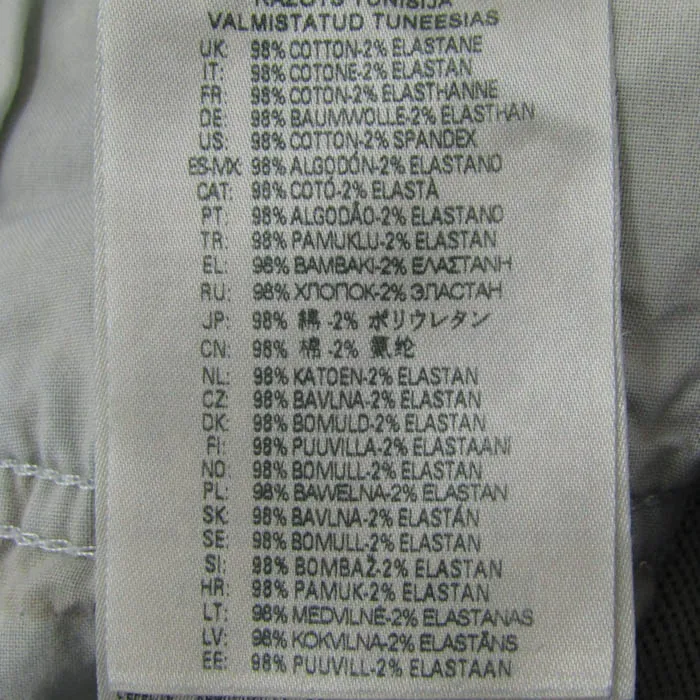 RAŽOTS TUNISIJA
VALMISTATUD TUNEESIAS
UK: 98% COTTON-2% ELASTANE
IT: 98% COTONE-2% ELASTAN
FR: 98% COTON-2% ELASTHANNE
DE: 98% BAUMWOLLE-2% ELASTHAN
US: 98% COTTON-2% SPANDEX
ES-MX: 98% ALGODÓN-2% ELASTANO
CAT: 98% COTÓ-2% ELASTÀ
PT: 98% ALGODÃO-2% ELASTANO
TR: 98% PAMUKLU-2% ELASTAN
EL: 98% ΒΑΜΒΑΚΙ-2% ΕΛΑΣΤΑΝΗ
RU: 98% ХЛОПОК-2% ЭЛАСТАН
JP: 98% 綿 -2% ポリウレタン
CN: 98% 棉 -2% 氨纶
NL: 98% KATOEN-2% ELASTAN
CZ: 98% BAVLNA-2% ELASTAN
DK: 98% BOMULD-2% ELASTAN
FI: 98% PUUVILLA-2% ELASTAANI
NO: 98% BOMULL-2% ELASTAN
PL: 98% BAWEŁNA-2% ELASTAN
SK: 98% BAVLNA-2% ELASTÁN
SE: 98% BOMULL-2% ELASTAN
SI: 98% BOMBAŽ-2% ELASTAN
HR: 98% PAMUK-2% ELASTAN
LT: 98% MEDVILNĖ-2% ELASTANAS
LV: 98% KOKVILNA-2% ELASTĀNS
EE: 98% PUUVILL-2% ELASTAAN